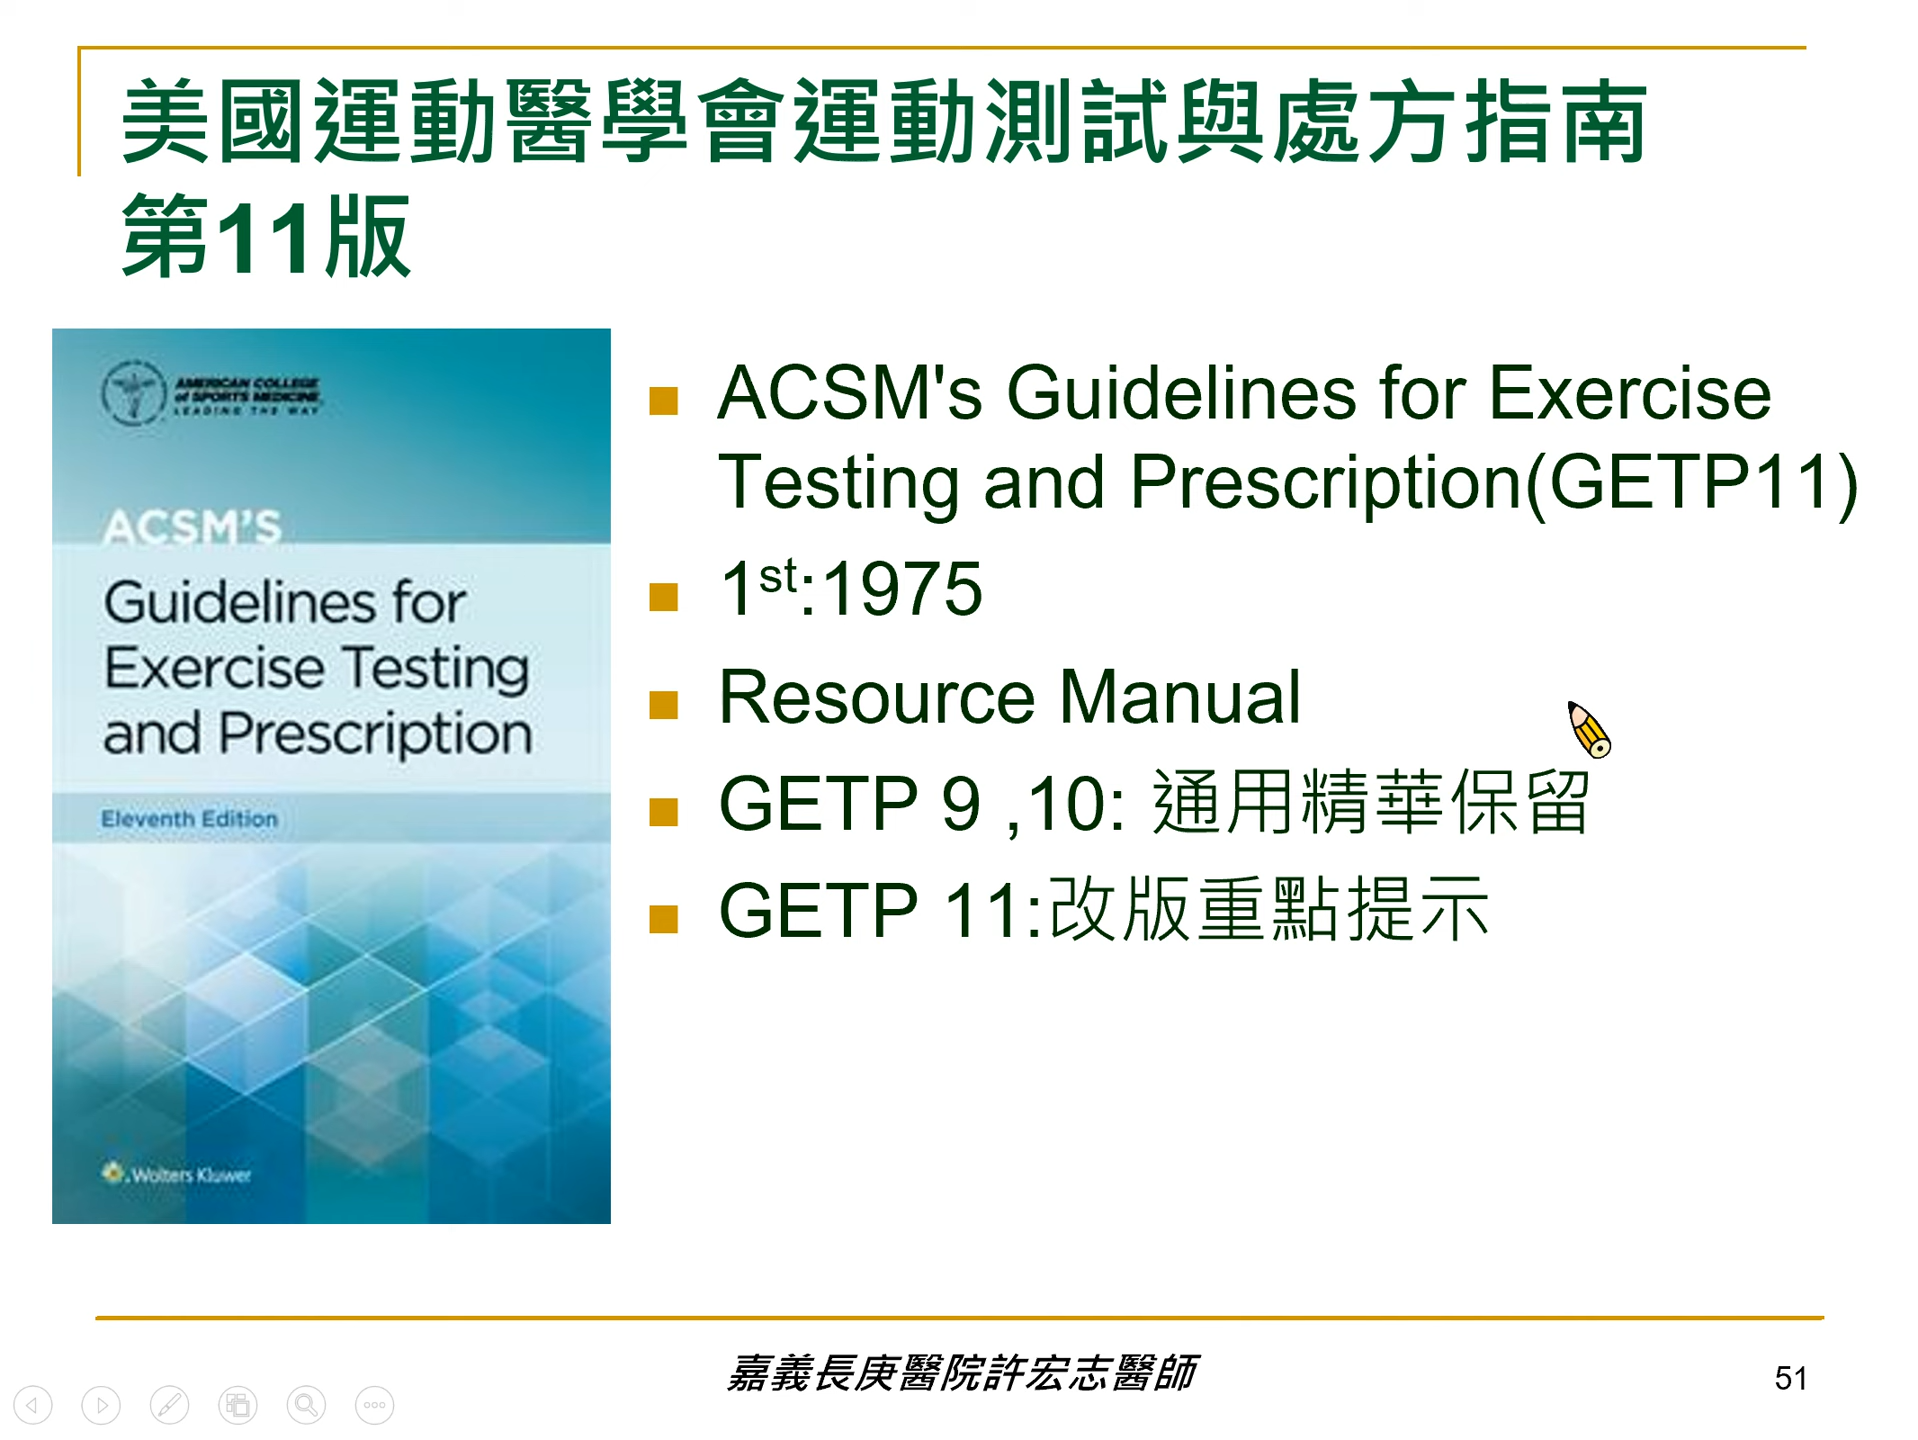 美國運動醫學會運動測試與處方指南
第11版
AMERICAN COLLEGE
of SPORTS MEDICINE
LEADING THE WAY
ACSM'S
Guidelines for
Exercise Testing
and Prescription
Eleventh Edition
Wolters Kluwer
ACSM's Guidelines for Exercise
Testing and Prescription(GETP11)
1st:1975
Resource Manual
GETP 9 ,10: 通用精華保留
GETP 11:改版重點提示
嘉義長庚醫院許宏志醫師
51